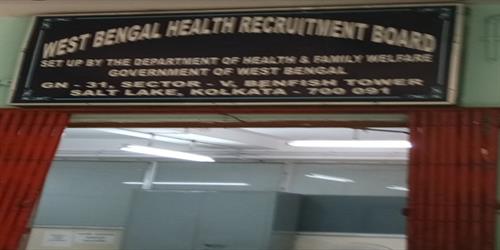 WEST BENGAL HEALTH RECRUITMENT BOARD
SET UP BY THE DEPARTMENT OF HEALTH & FAMILY WELFARE
GOVERNMENT OF WEST BENGAL
GN - 31, SECTOR - V, TOWER
SALT LAKE, KOLKATA - 700 091